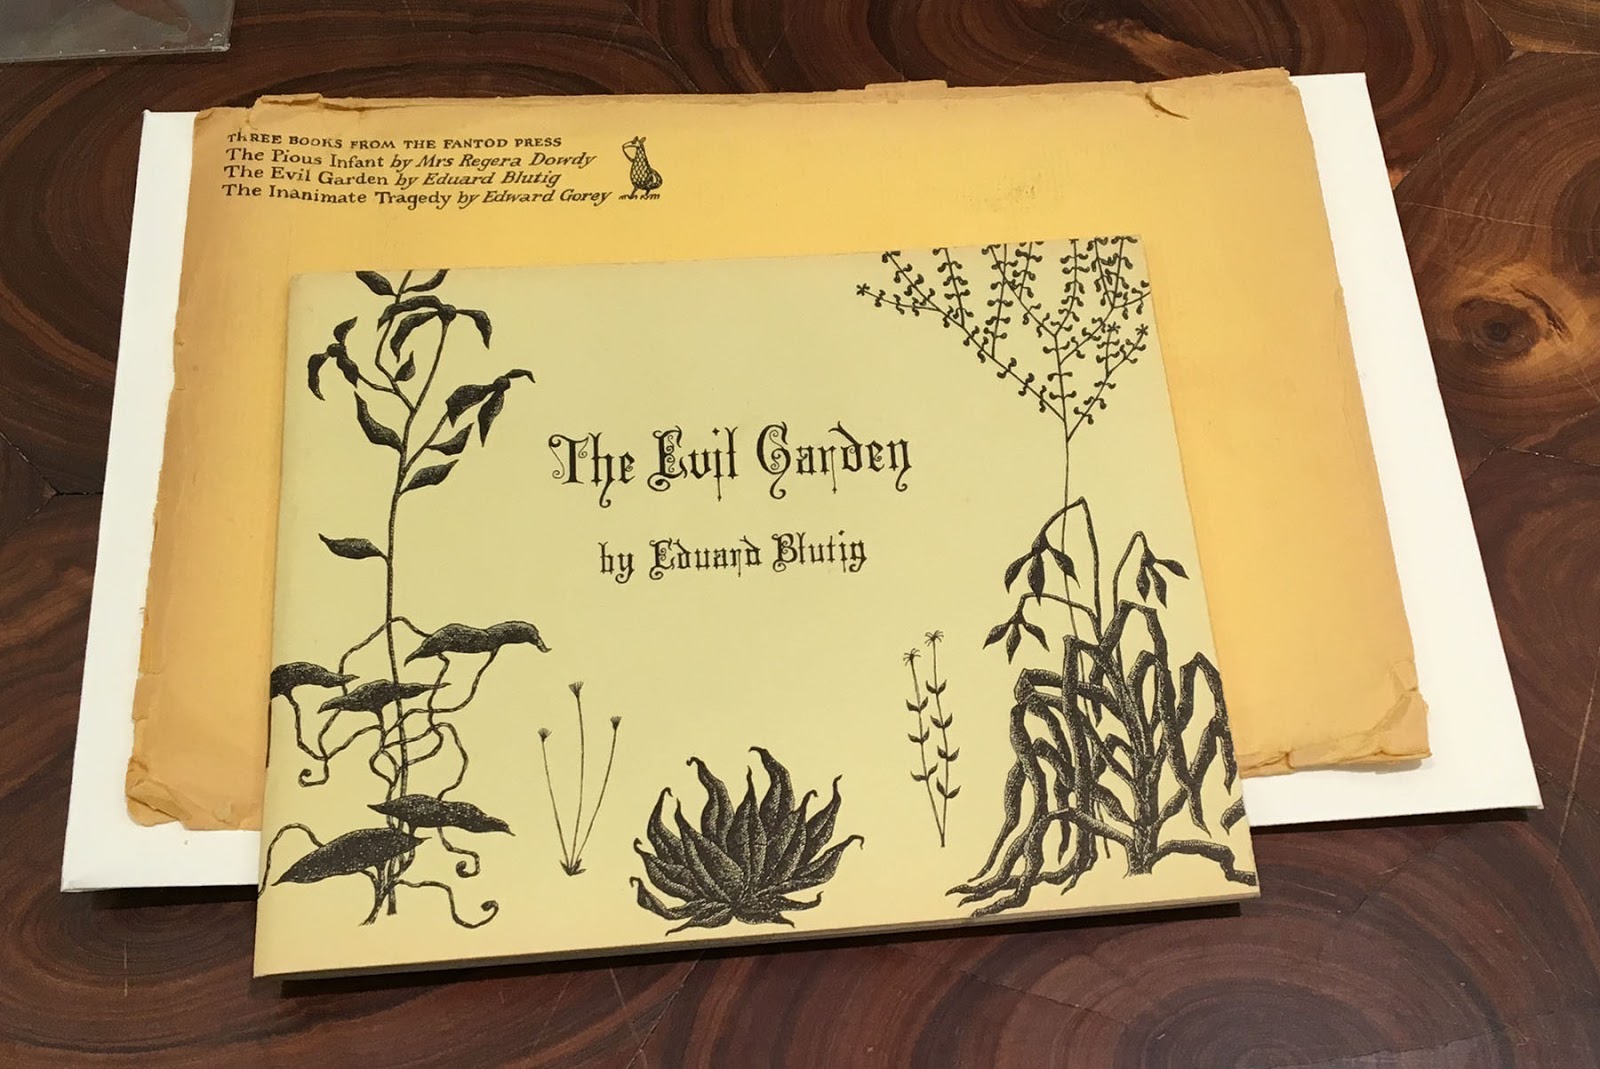 THREE BOOKS FROM THE FANTOD PRESS
The Pious Infant by Mrs Regera Dowdy
The Evil Garden by Eduard Blutig
The Inanimate Tragedy by Edward Gorey
The Evil Garden
by Eduard Blutig